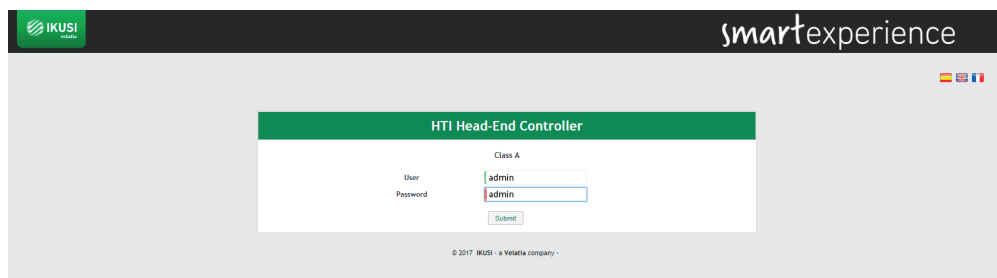 IKUSI
velatia
smartexperience
HTI Head-End Controller
Class A
User admin
Password admin
Submit
© 2017 IKUSI - a Velatia company -